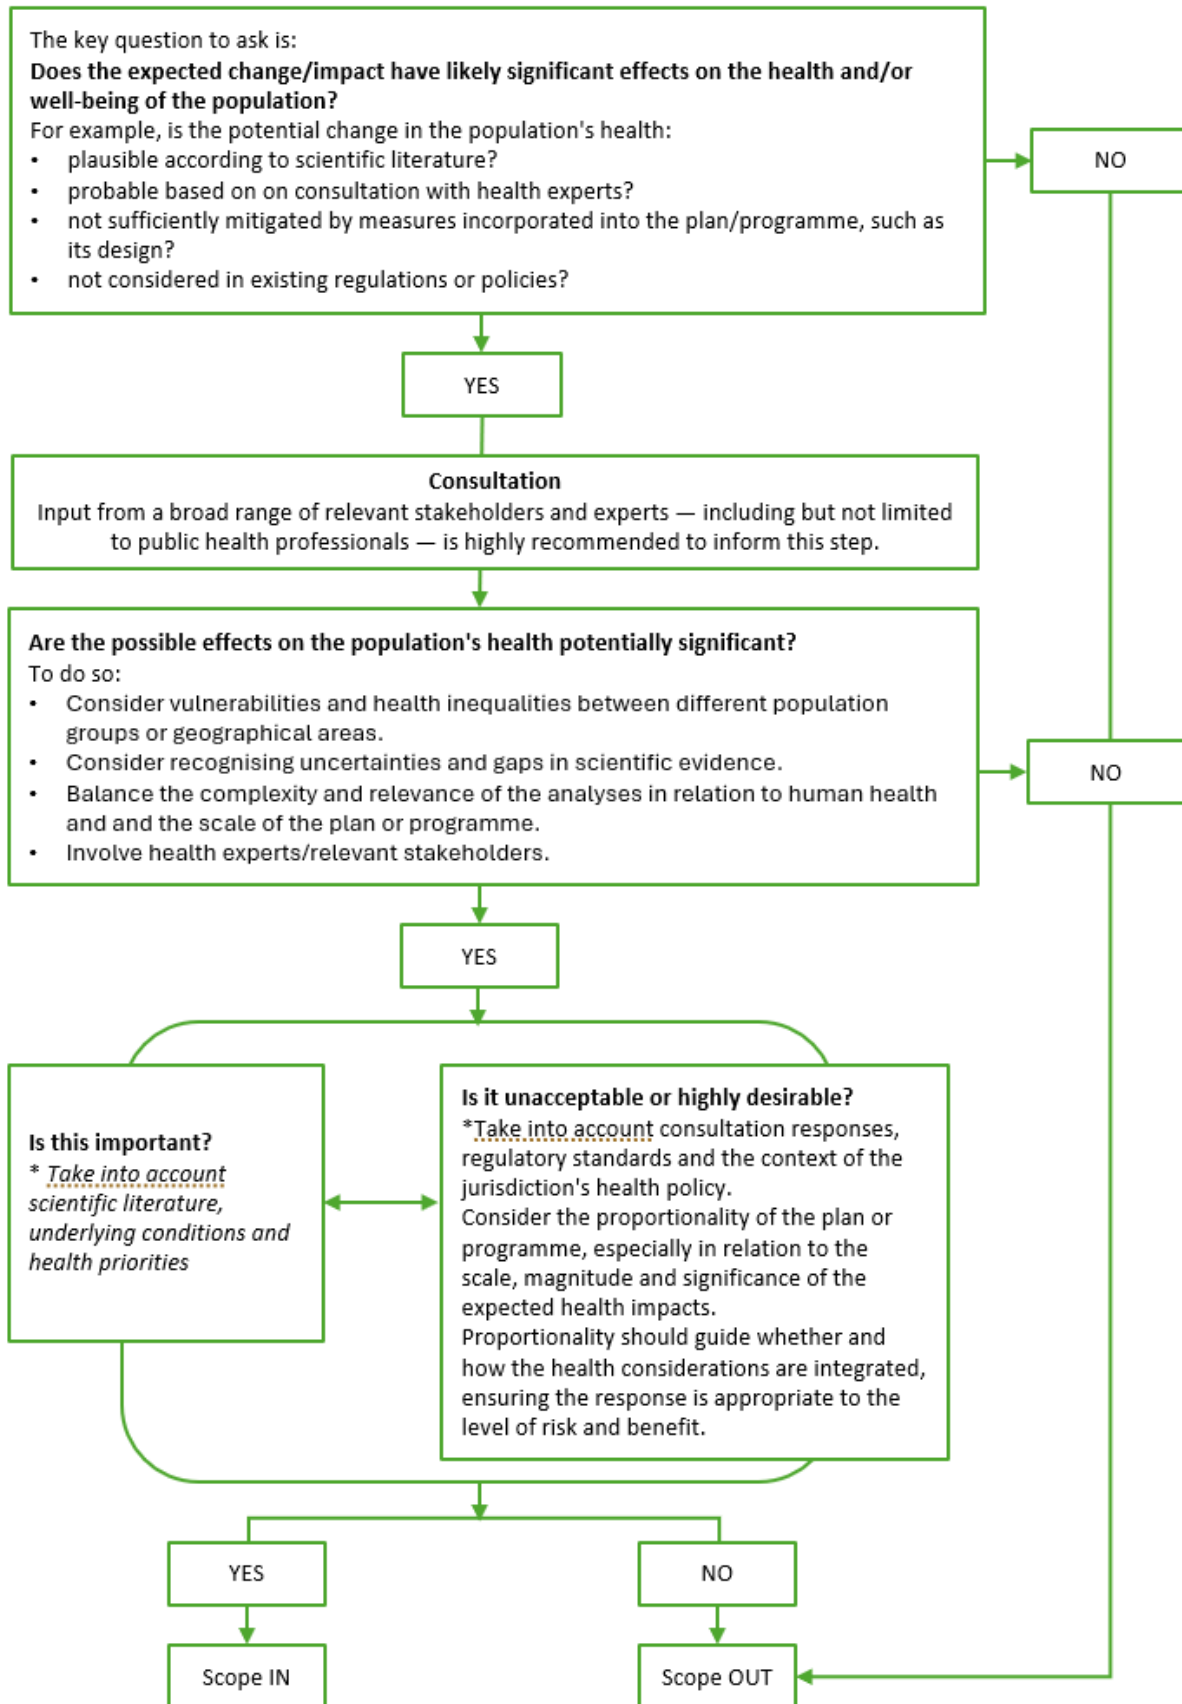 The key question to ask is:
Does the expected change/impact have likely significant effects on the health and/or
well-being of the population?
For example, is the potential change in the population's health:
• plausible according to scientific literature?
• probable based on on consultation with health experts?
• not sufficiently mitigated by measures incorporated into the plan/programme, such as
its design?
• not considered in existing regulations or policies?
NO
YES
Consultation
Input from a broad range of relevant stakeholders and experts — including but not limited
to public health professionals — is highly recommended to inform this step.
Are the possible effects on the population's health potentially significant?
To do so:
• Consider vulnerabilities and health inequalities between different population
groups or geographical areas.
• Consider recognising uncertainties and gaps in scientific evidence.
• Balance the complexity and relevance of the analyses in relation to human health
and and the scale of the plan or programme.
• Involve health experts/relevant stakeholders.
NO
YES
Is this important?
* Take into account
scientific literature,
underlying conditions and
health priorities
Is it unacceptable or highly desirable?
*Take into account consultation responses,
regulatory standards and the context of the
jurisdiction's health policy.
Consider the proportionality of the plan or
programme, especially in relation to the
scale, magnitude and significance of the
expected health impacts.
Proportionality should guide whether and
how the health considerations are integrated,
ensuring the response is appropriate to the
level of risk and benefit.
YES
NO
Scope IN
Scope OUT